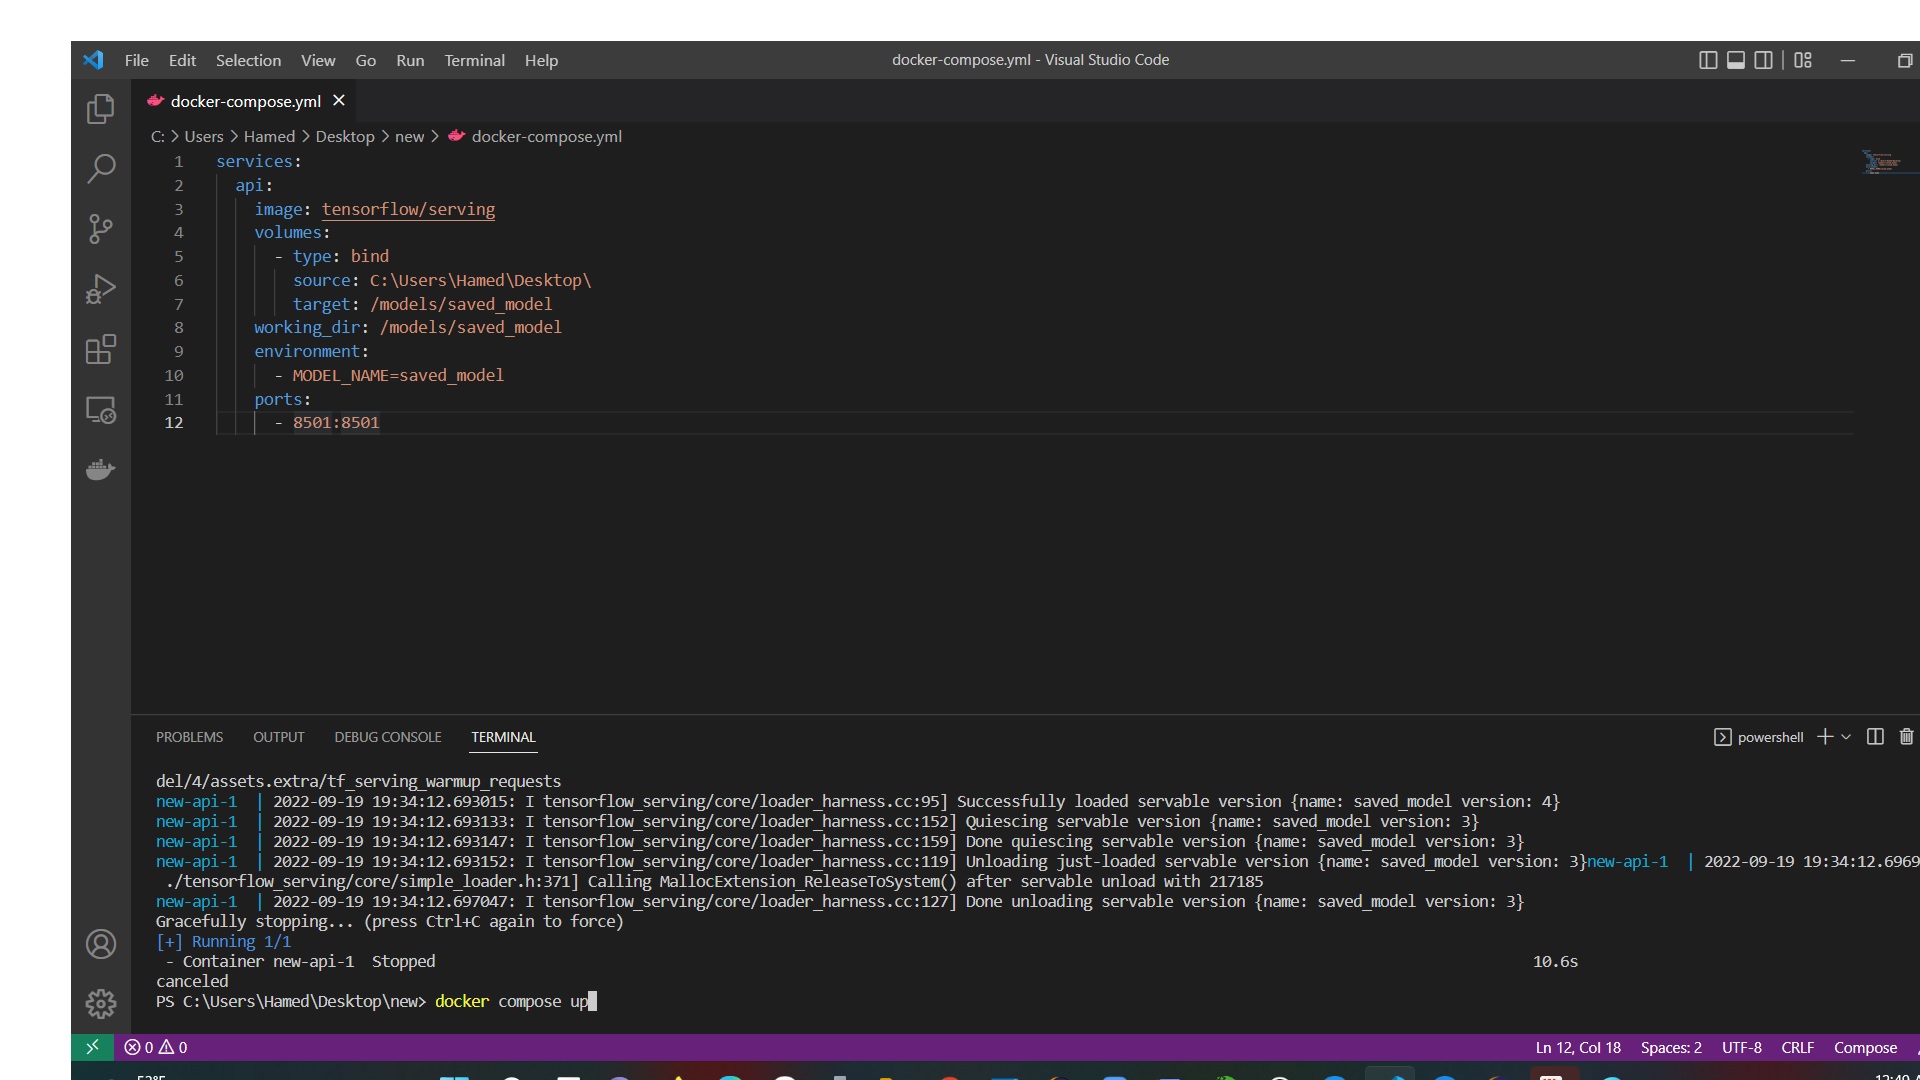 File Edit Selection View Go Run Terminal Help docker-compose.yml - Visual Studio Code
docker-compose.yml
C: > Users > Hamed > Desktop > new > docker-compose.yml
1 services:
2 api:
3 image: tensorflow/serving
4 volumes:
5 - type: bind
6 source: C:\Users\Hamed\Desktop\
7 target: /models/saved_model
8 working_dir: /models/saved_model
9 environment:
10 - MODEL_NAME=saved_model
11 ports:
12 - 8501:8501
PROBLEMS OUTPUT DEBUG CONSOLE TERMINAL powershell
del/4/assets.extra/tf_serving_warmup_requests
new-api-1 | 2022-09-19 19:34:12.693015: I tensorflow_serving/core/loader_harness.cc:95] Successfully loaded servable version {name: saved_model version: 4}
new-api-1 | 2022-09-19 19:34:12.693133: I tensorflow_serving/core/loader_harness.cc:152] Quiescing servable version {name: saved_model version: 3}
new-api-1 | 2022-09-19 19:34:12.693147: I tensorflow_serving/core/loader_harness.cc:159] Done quiescing servable version {name: saved_model version: 3}
new-api-1 | 2022-09-19 19:34:12.693152: I tensorflow_serving/core/loader_harness.cc:119] Unloading just-loaded servable version {name: saved_model version: 3}new-api-1 | 2022-09-19 19:34:12.6969
./tensorflow_serving/core/simple_loader.h:371] Calling MallocExtension_ReleaseToSystem() after servable unload with 217185
new-api-1 | 2022-09-19 19:34:12.697047: I tensorflow_serving/core/loader_harness.cc:127] Done unloading servable version {name: saved_model version: 3}
Gracefully stopping... (press Ctrl+C again to force)
[+] Running 1/1
- Container new-api-1 Stopped 10.6s
canceled
PS C:\Users\Hamed\Desktop\new> docker compose up
0 0 Ln 12, Col 18 Spaces: 2 UTF-8 CRLF Compose